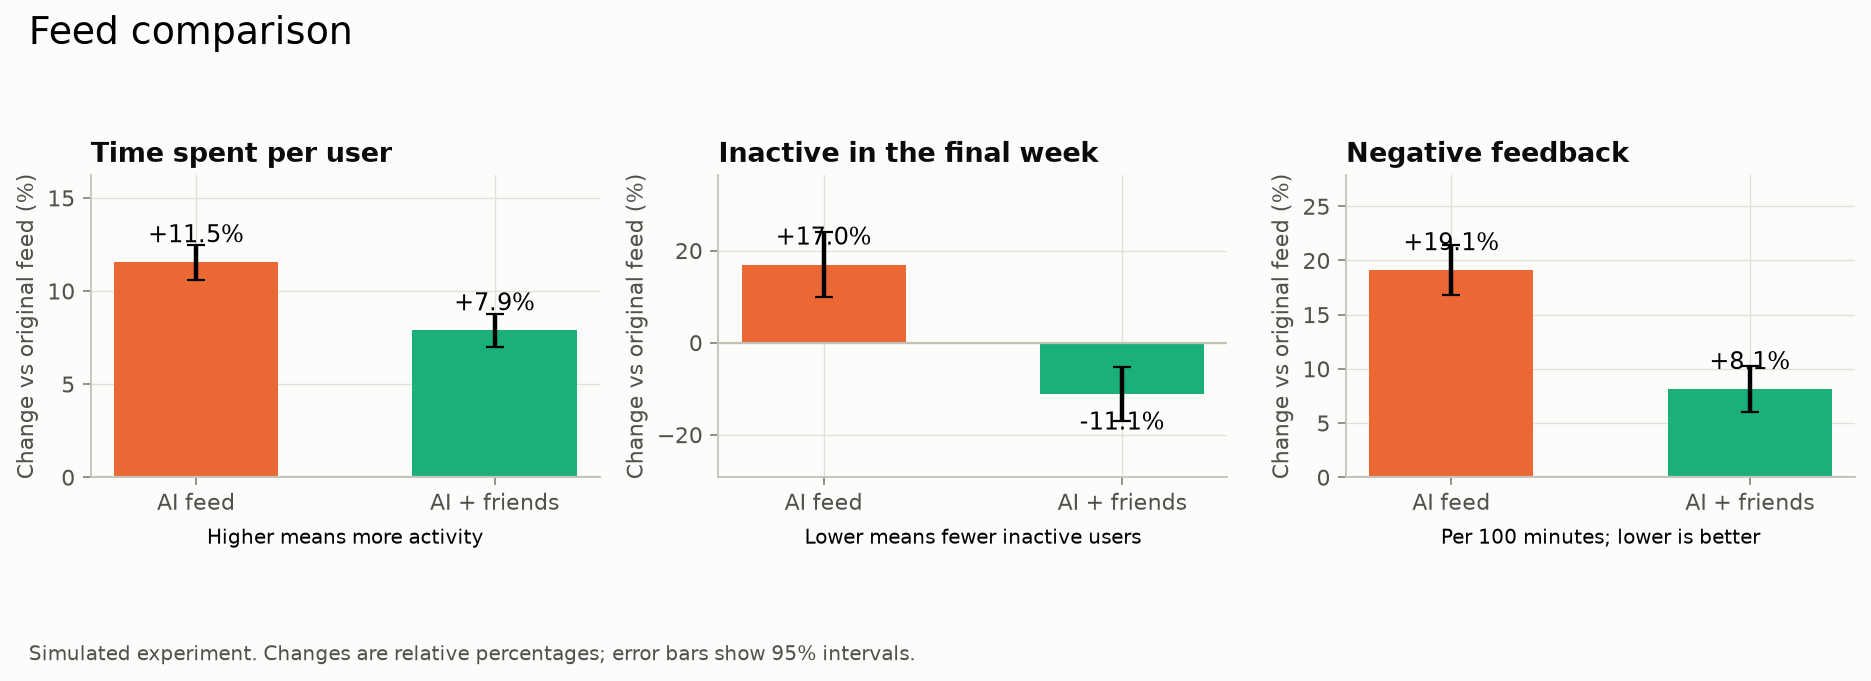 Feed comparison
Time spent per user
Change vs original feed (%)
15
10
5
0
+11.5%
+7.9%
AI feed
AI + friends
Higher means more activity
Inactive in the final week
Change vs original feed (%)
20
0
−20
+17.0%
-11.1%
AI feed
AI + friends
Lower means fewer inactive users
Negative feedback
Change vs original feed (%)
25
20
15
10
5
0
+19.1%
+8.1%
AI feed
AI + friends
Per 100 minutes; lower is better
Simulated experiment. Changes are relative percentages; error bars show 95% intervals.